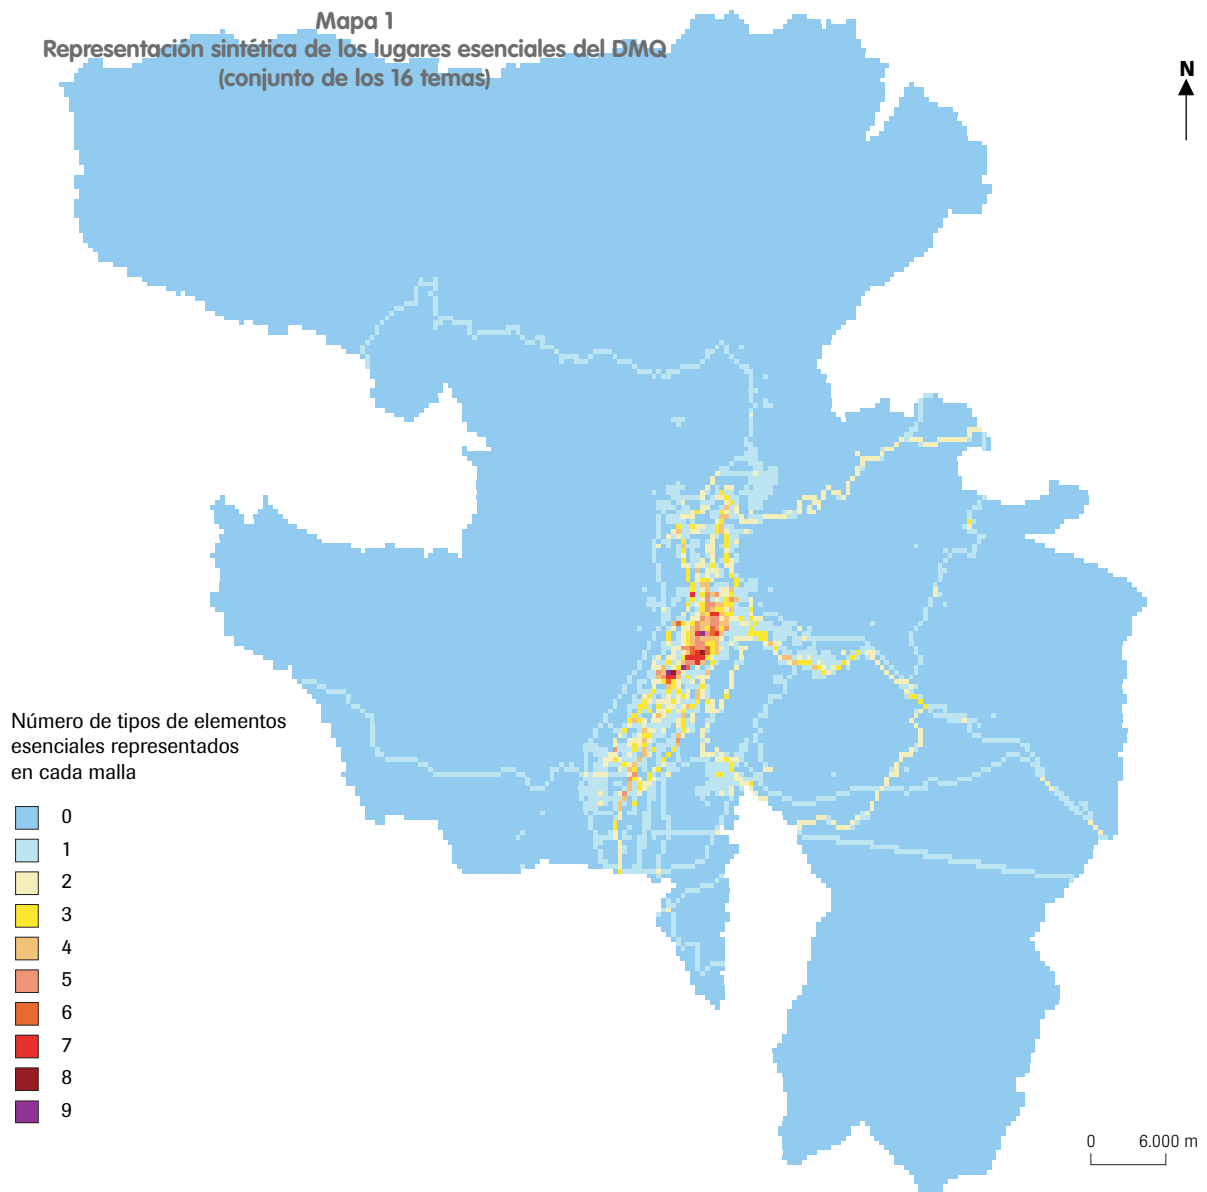 Mapa 1
Representación sintética de los lugares esenciales del DMQ
(conjunto de los 16 temas)
N
Número de tipos de elementos
esenciales representados
en cada malla
0
1
2
3
4
5
6
7
8
9
0 6.000 m